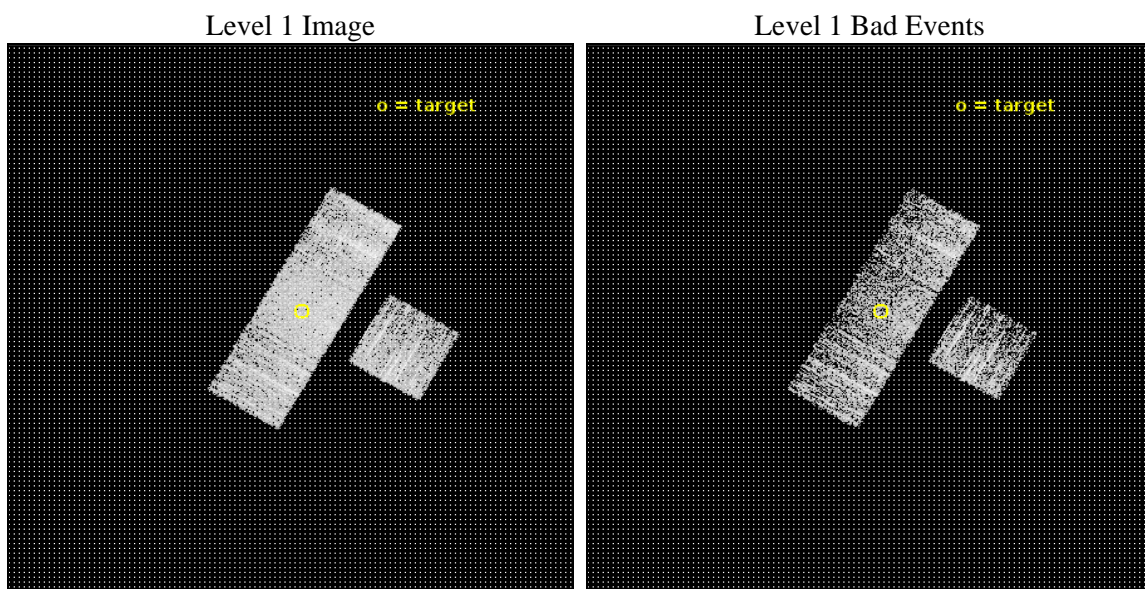 Level 1 Image
Level 1 Bad Events
o = target
o = target